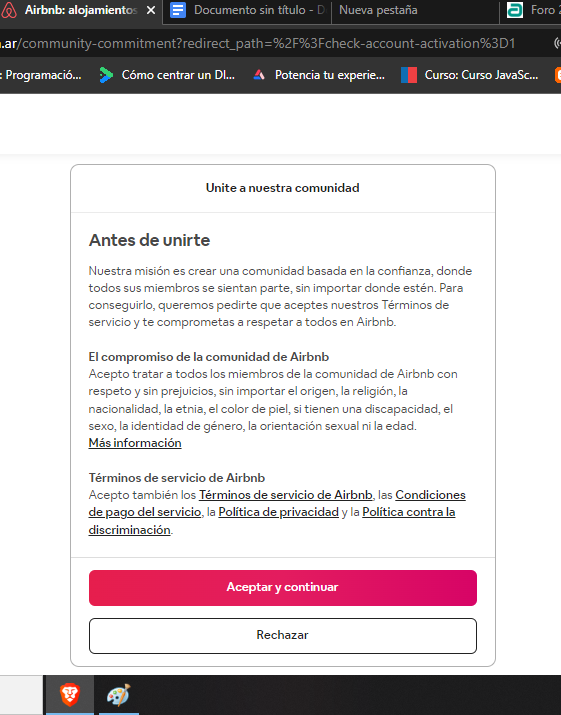 Airbnb: alojamientos
Documento sin título - D
Nueva pestaña
Foro 2
.ar/community-commitment?redirect_path=%2F%3Fcheck-account-activation%3D1
: Programació...
Cómo centrar un DI...
Potencia tu experie...
Curso: Curso JavaSc...
Unite a nuestra comunidad
Antes de unirte
Nuestra misión es crear una comunidad basada en la confianza, donde
todos sus miembros se sientan parte, sin importar donde estén. Para
conseguirlo, queremos pedirte que aceptes nuestros Términos de
servicio y te comprometas a respetar a todos en Airbnb.
El compromiso de la comunidad de Airbnb
Acepto tratar a todos los miembros de la comunidad de Airbnb con
respeto y sin prejuicios, sin importar el origen, la religión, la
nacionalidad, la etnia, el color de piel, si tienen una discapacidad, el
sexo, la identidad de género, la orientación sexual ni la edad.
Más información
Términos de servicio de Airbnb
Acepto también los Términos de servicio de Airbnb, las Condiciones
de pago del servicio, la Política de privacidad y la Política contra la
discriminación.
Aceptar y continuar
Rechazar